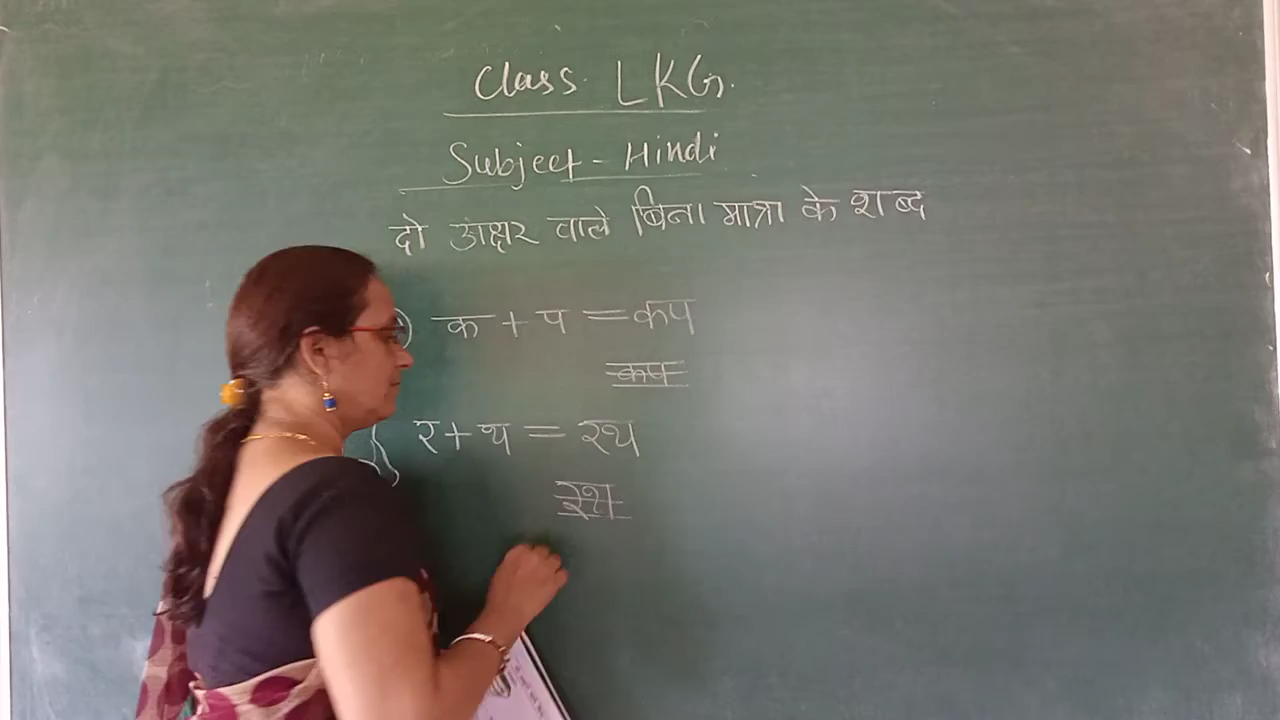 Class LKG.
Subject - Hindi
दो अक्षर वाले बिना मात्रा के शब्द
क + प = कप
कप
र + थ = रथ
रथ